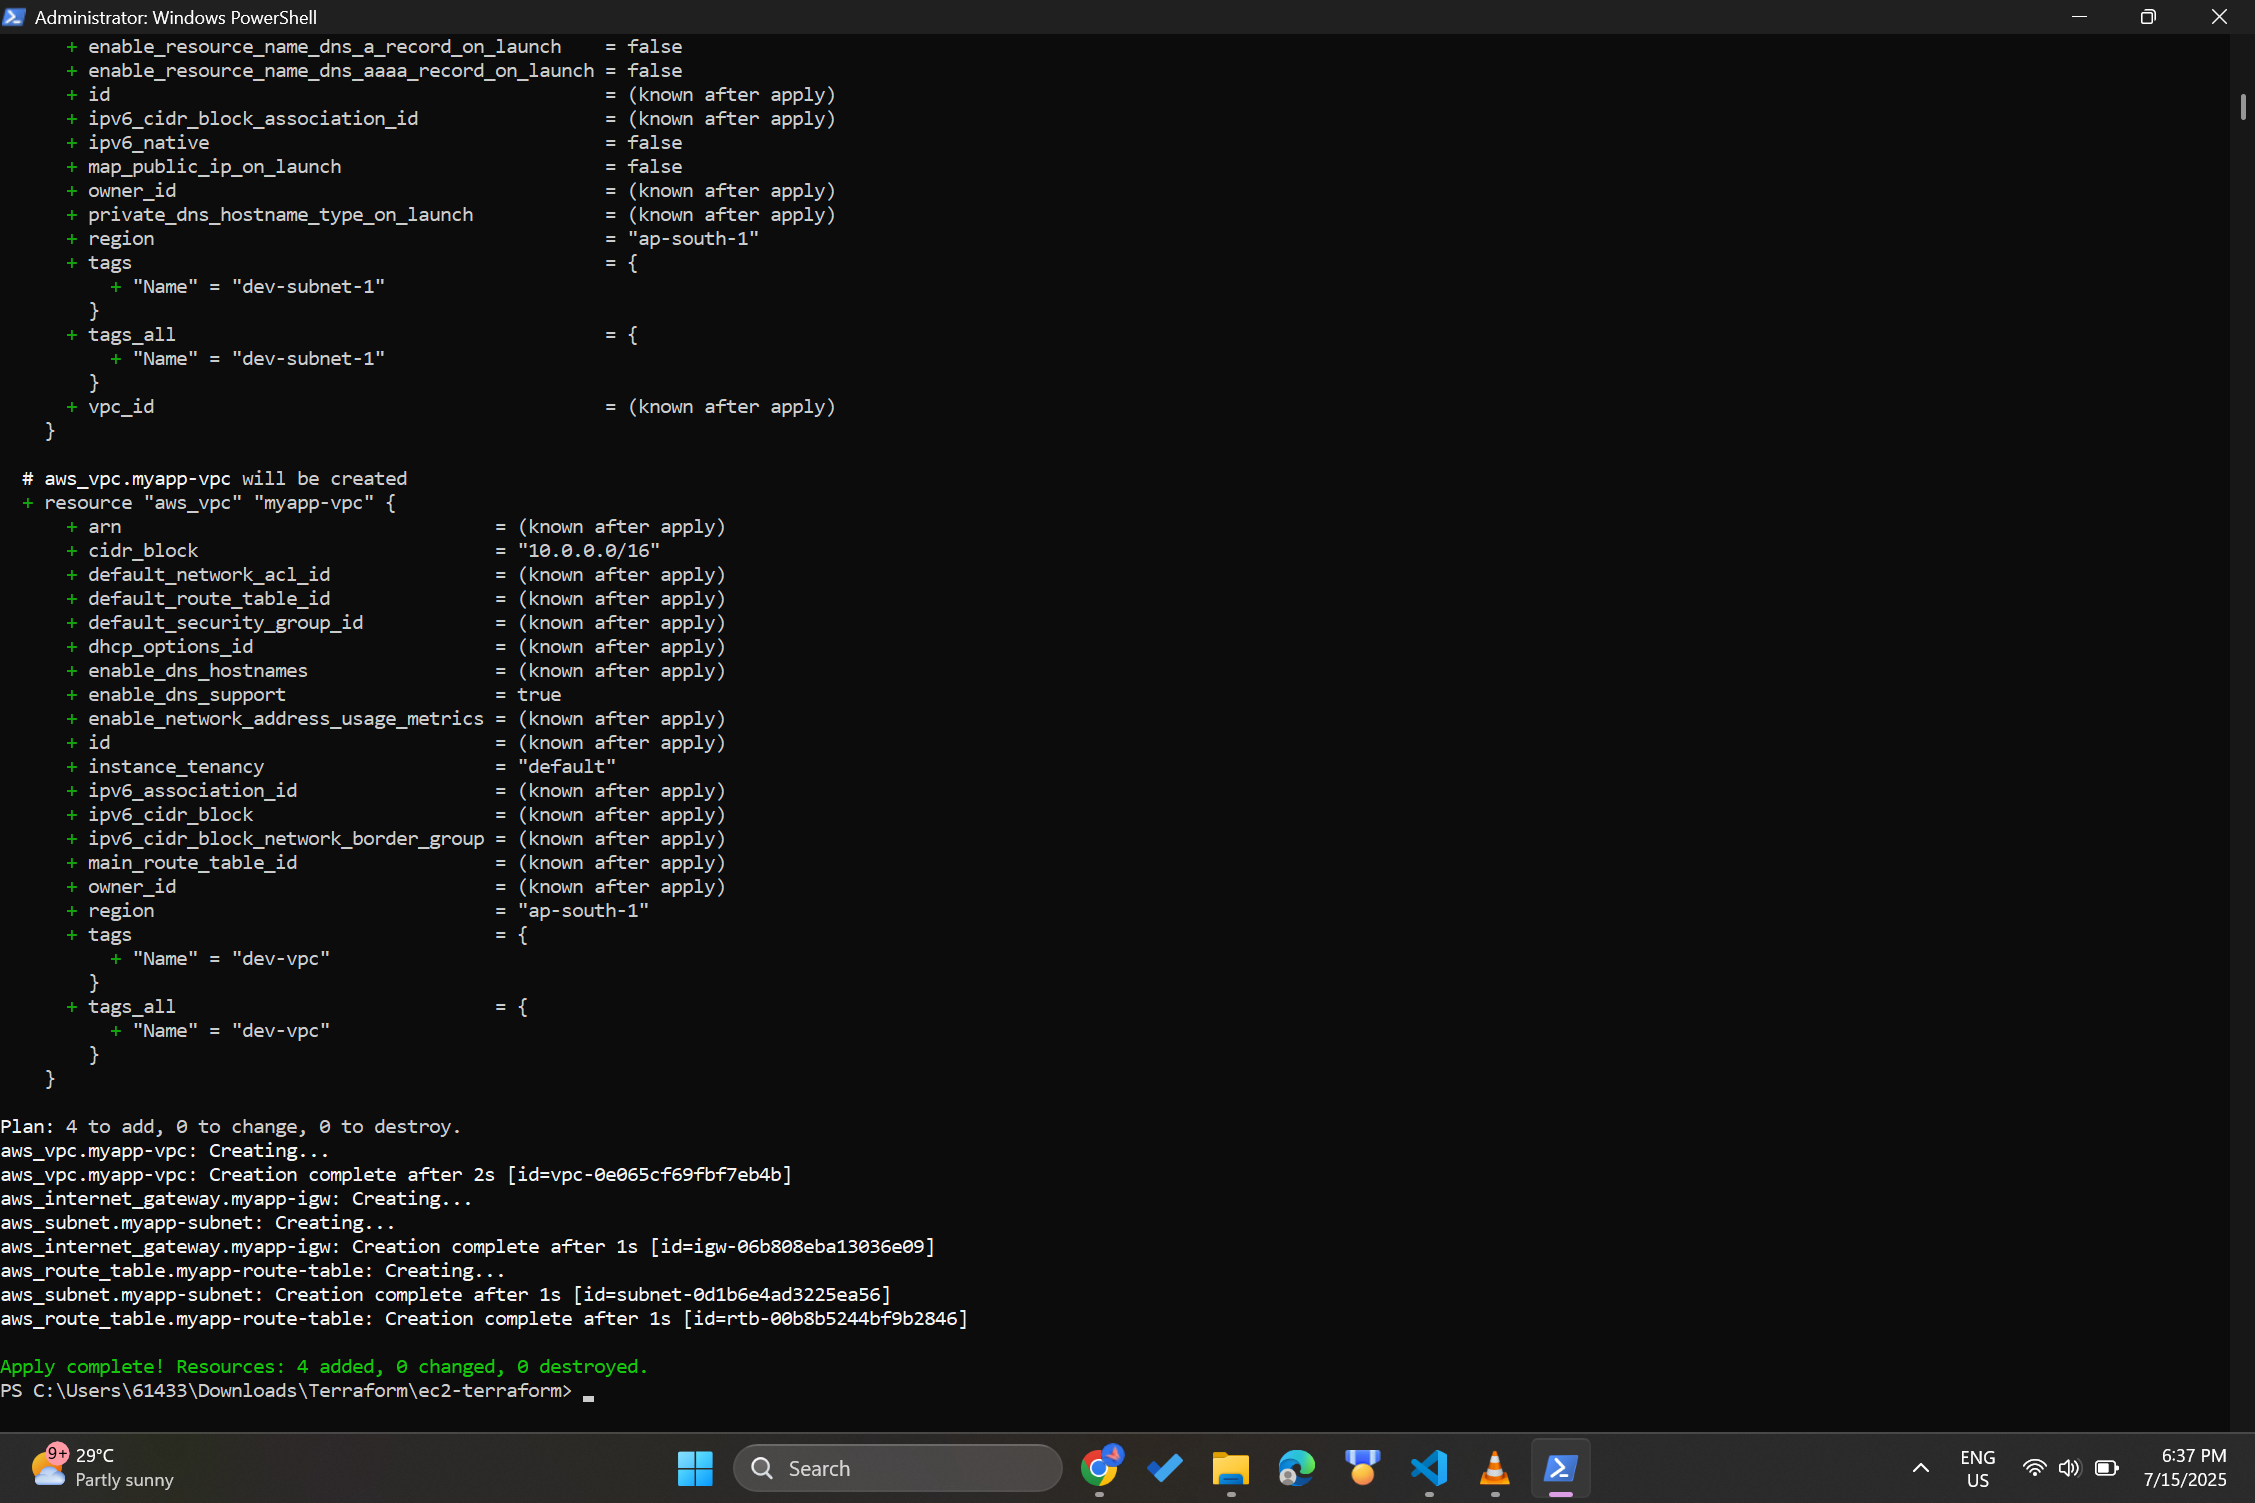 Administrator: Windows PowerShell
      + enable_resource_name_dns_a_record_on_launch    = false
      + enable_resource_name_dns_aaaa_record_on_launch = false
      + id                                             = (known after apply)
      + ipv6_cidr_block_association_id                 = (known after apply)
      + ipv6_native                                    = false
      + map_public_ip_on_launch                        = false
      + owner_id                                       = (known after apply)
      + private_dns_hostname_type_on_launch            = (known after apply)
      + region                                         = "ap-south-1"
      + tags                                           = {
          + "Name" = "dev-subnet-1"
        }
      + tags_all                                       = {
          + "Name" = "dev-subnet-1"
        }
      + vpc_id                                         = (known after apply)
    }
  # aws_vpc.myapp-vpc will be created
  + resource "aws_vpc" "myapp-vpc" {
      + arn                                  = (known after apply)
      + cidr_block                           = "10.0.0.0/16"
      + default_network_acl_id               = (known after apply)
      + default_route_table_id               = (known after apply)
      + default_security_group_id            = (known after apply)
      + dhcp_options_id                      = (known after apply)
      + enable_dns_hostnames                 = (known after apply)
      + enable_dns_support                   = true
      + enable_network_address_usage_metrics = (known after apply)
      + id                                   = (known after apply)
      + instance_tenancy                     = "default"
      + ipv6_association_id                  = (known after apply)
      + ipv6_cidr_block                      = (known after apply)
      + ipv6_cidr_block_network_border_group = (known after apply)
      + main_route_table_id                  = (known after apply)
      + owner_id                             = (known after apply)
      + region                               = "ap-south-1"
      + tags                                 = {
          + "Name" = "dev-vpc"
        }
      + tags_all                             = {
          + "Name" = "dev-vpc"
        }
    }
Plan: 4 to add, 0 to change, 0 to destroy.
aws_vpc.myapp-vpc: Creating...
aws_vpc.myapp-vpc: Creation complete after 2s [id=vpc-0e065cf69fbf7eb4b]
aws_internet_gateway.myapp-igw: Creating...
aws_subnet.myapp-subnet: Creating...
aws_internet_gateway.myapp-igw: Creation complete after 1s [id=igw-06b808eba13036e09]
aws_route_table.myapp-route-table: Creating...
aws_subnet.myapp-subnet: Creation complete after 1s [id=subnet-0d1b6e4ad3225ea56]
aws_route_table.myapp-route-table: Creation complete after 1s [id=rtb-00b8b5244bf9b2846]
Apply complete! Resources: 4 added, 0 changed, 0 destroyed.
PS C:\Users\61433\Downloads\Terraform\ec2-terraform>
9+
29°C
Partly sunny
Search
ENG
US
6:37 PM
7/15/2025